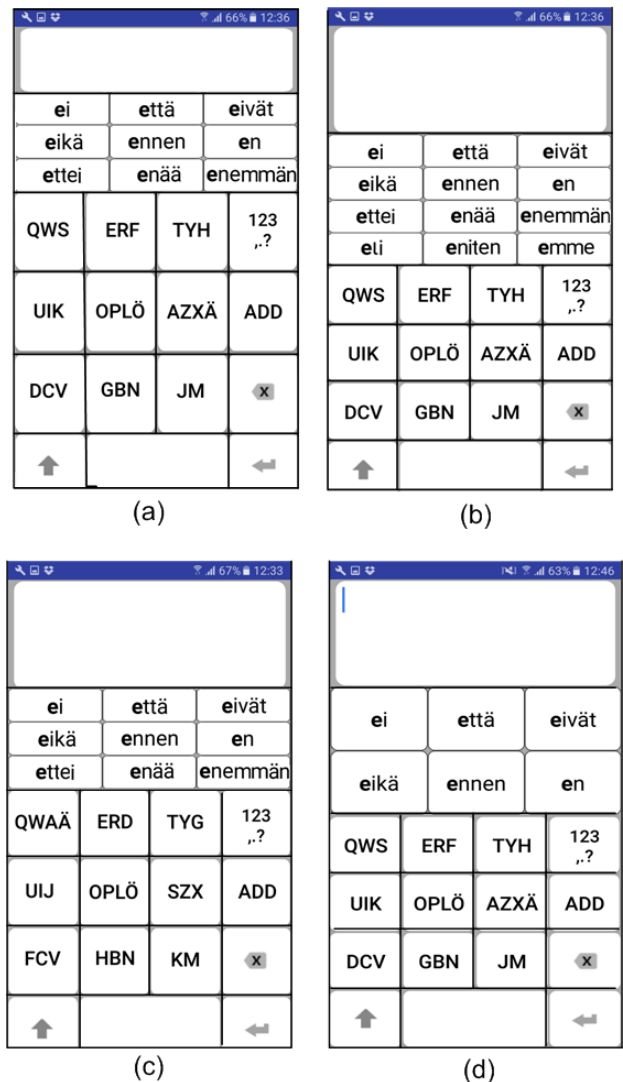 66% 12:36
ei että eivät
eikä ennen en
ettei enää enemmän
QWS ERF TYH 123
,.?
UIK OPLÖ AZXÄ ADD
DCV GBN JM X
(a)
66% 12:36
ei että eivät
eikä ennen en
ettei enää enemmän
eli eniten emme
QWS ERF TYH 123
,.?
UIK OPLÖ AZXÄ ADD
DCV GBN JM X
(b)
67% 12:33
ei että eivät
eikä ennen en
ettei enää enemmän
QWAÄ ERD TYG 123
,.?
UIJ OPLÖ SZX ADD
FCV HBN KM X
(c)
63% 12:46
ei että eivät
eikä ennen en
QWS ERF TYH 123
,.?
UIK OPLÖ AZXÄ ADD
DCV GBN JM X
(d)